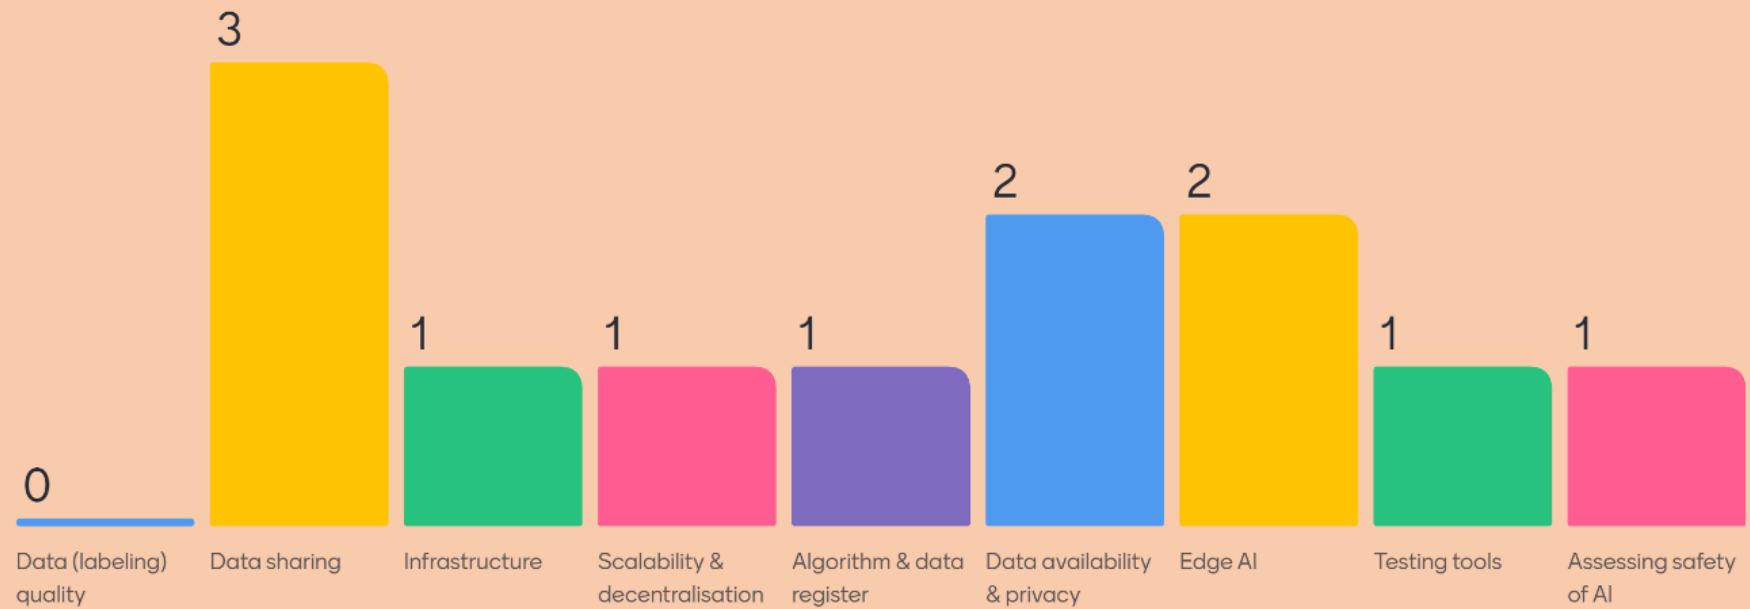 3
2
2
1
1
1
1
1
0
Data (labeling)
quality
Data sharing
Infrastructure
Scalability &
decentralisation
Algorithm & data
register
Data availability
& privacy
Edge AI
Testing tools
Assessing safety
of AI